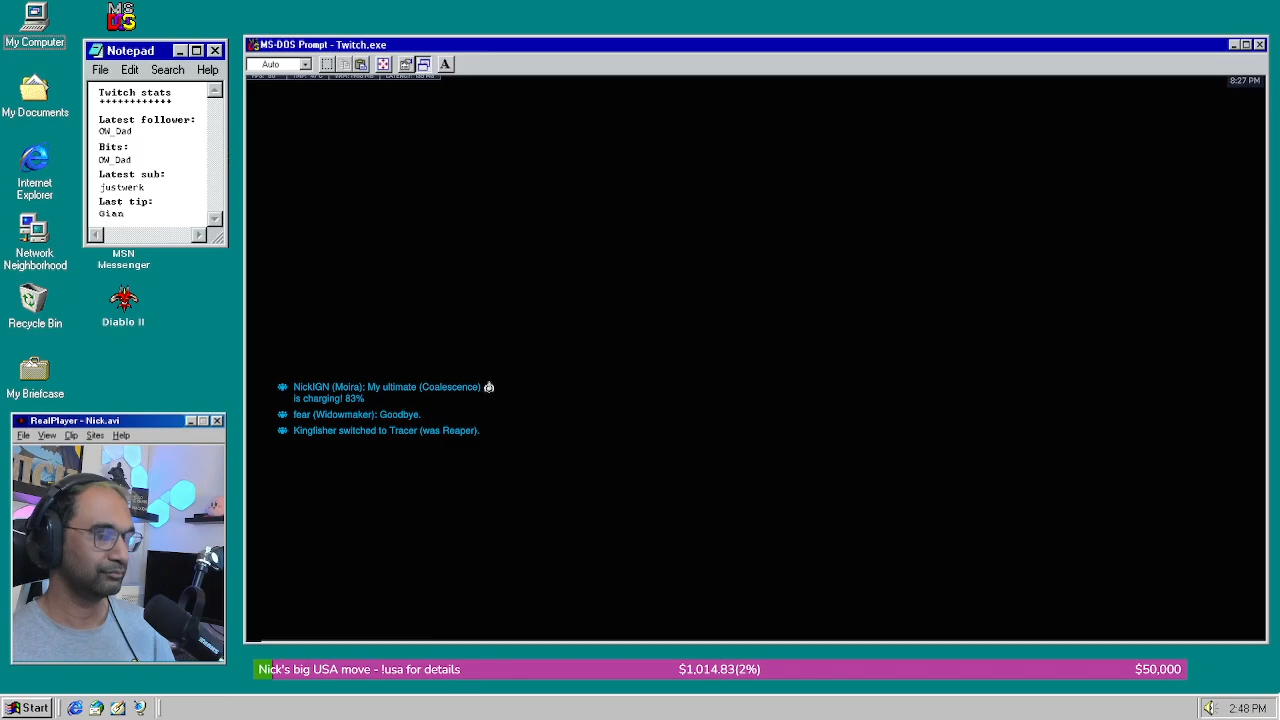 My Computer
My Documents
Internet
Explorer
Network
Neighborhood
Recycle Bin
My Briefcase
MS
DOS
Notepad
File Edit Search Help
Twitch stats
************
Latest follower:
OW_Dad
Bits:
OW_Dad
Latest sub:
justwerk
Last tip:
Gian
MSN
Messenger
Diablo II
RealPlayer - Nick.avi
File View Clip Sites Help
MS-DOS Prompt - Twitch.exe
Auto
A
8:27 PM
NickIGN (Moira): My ultimate (Coalescence)
is charging! 83%
fear (Widowmaker): Goodbye.
Kingfisher switched to Tracer (was Reaper).
Nick's big USA move - !usa for details $1,014.83(2%) $50,000
Start
2:48 PM